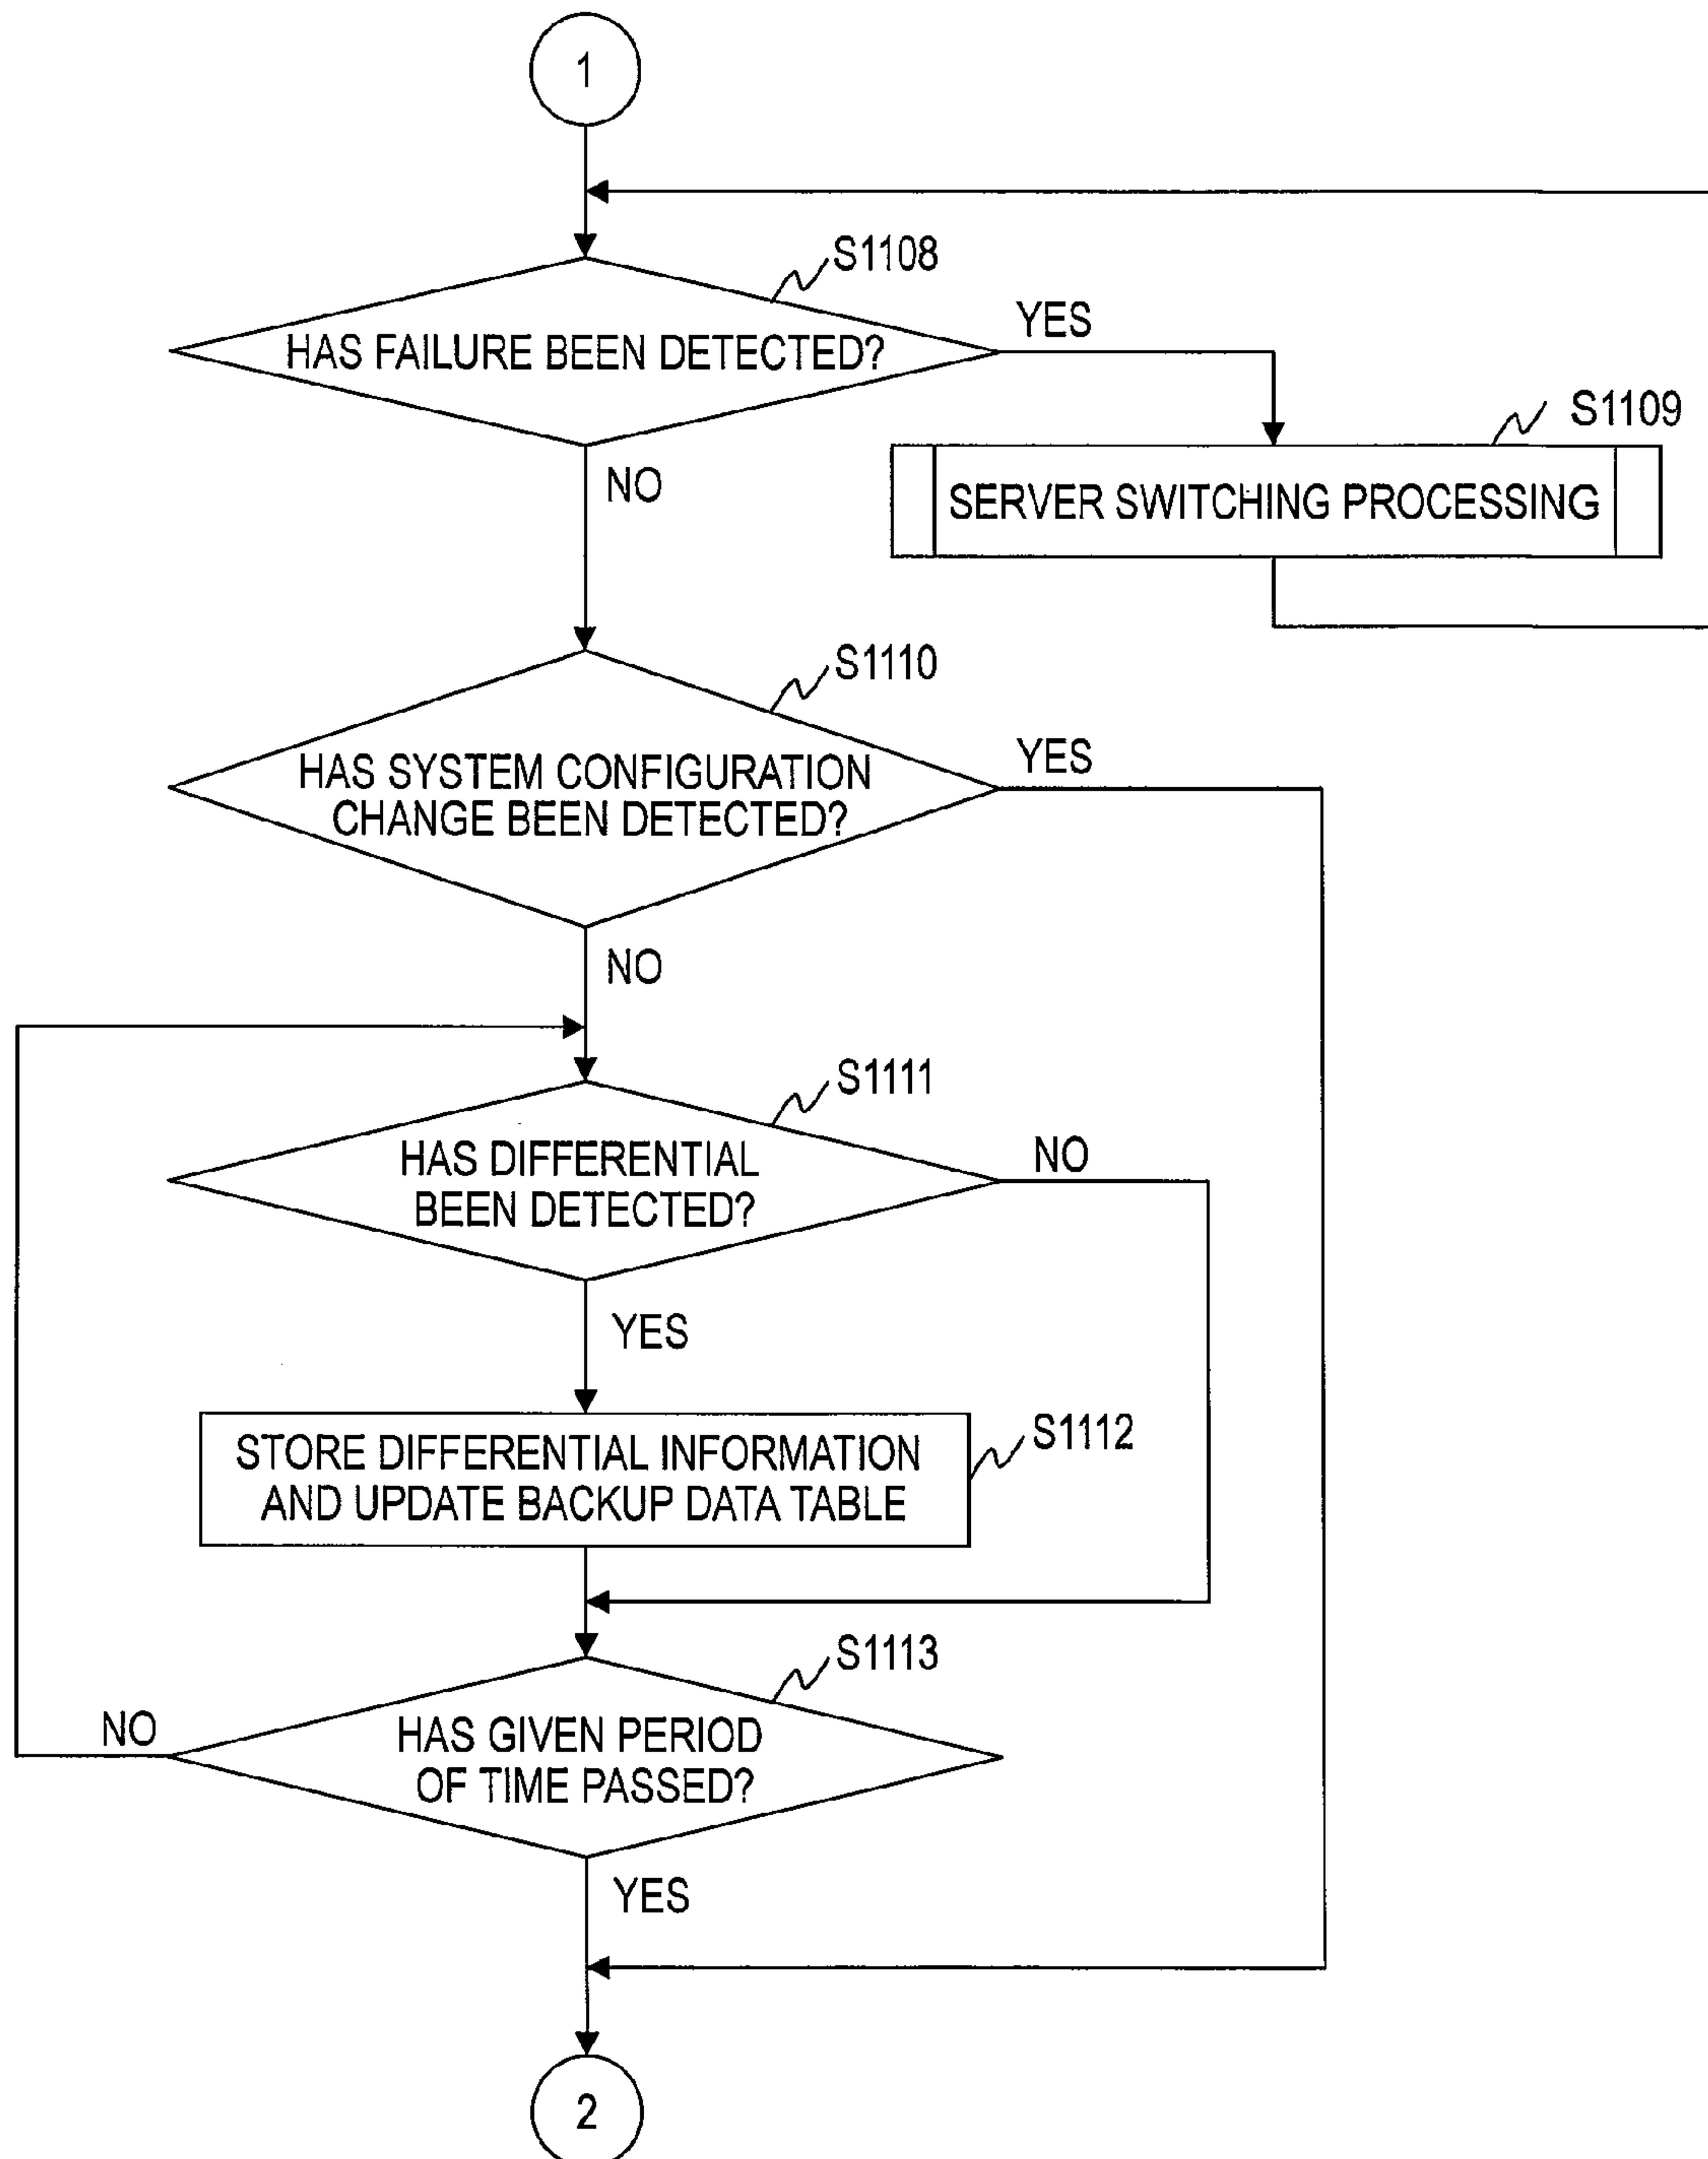 1
S1108
HAS FAILURE BEEN DETECTED?
YES
NO
S1109
SERVER SWITCHING PROCESSING
S1110
HAS SYSTEM CONFIGURATION
CHANGE BEEN DETECTED?
YES
NO
S1111
HAS DIFFERENTIAL
BEEN DETECTED?
NO
YES
STORE DIFFERENTIAL INFORMATION
AND UPDATE BACKUP DATA TABLE
S1112
S1113
NO
HAS GIVEN PERIOD
OF TIME PASSED?
YES
2